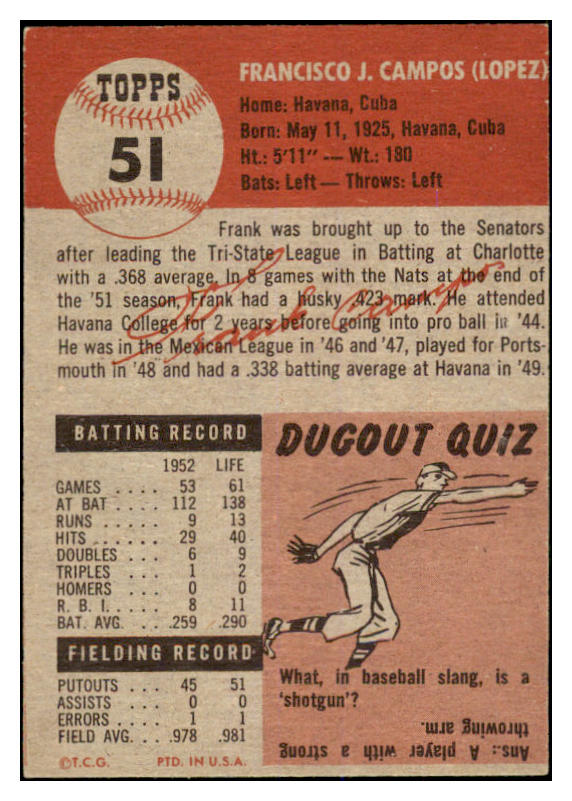 TOPPS
51
FRANCISCO J. CAMPOS (LOPEZ)
Home: Havana, Cuba
Born: May 11, 1925, Havana, Cuba
Ht.: 5'11" -- Wt.: 180
Bats: Left — Throws: Left
Frank was brought up to the Senators
after leading the Tri-State League in Batting at Charlotte
with a .368 average. In 8 games with the Nats at the end of
the '51 season, Frank had a husky .423 mark. He attended
Havana College for 2 years before going into pro ball in '44.
He was in the Mexican League in '46 and '47, played for Ports-
mouth in '48 and had a .338 batting average at Havana in '49.
Frank Campos
BATTING RECORD
1952 LIFE
GAMES .... 53 61
AT BAT .... 112 138
RUNS .... 9 13
HITS ..... 29 40
DOUBLES ... 6 9
TRIPLES ... 1 2
HOMERS ... 0 0
R. B. I...... 8 11
BAT. AVG. ... .259 .290
FIELDING RECORD
PUTOUTS ... 45 51
ASSISTS ... 0 0
ERRORS .... 1 1
FIELD AVG. ... .978 .981
©T.C.G. PTD. IN U.S.A.
DUGOUT QUIZ
What, in baseball slang, is a
'shotgun'?
Ans.: A player with a strong
throwing arm.